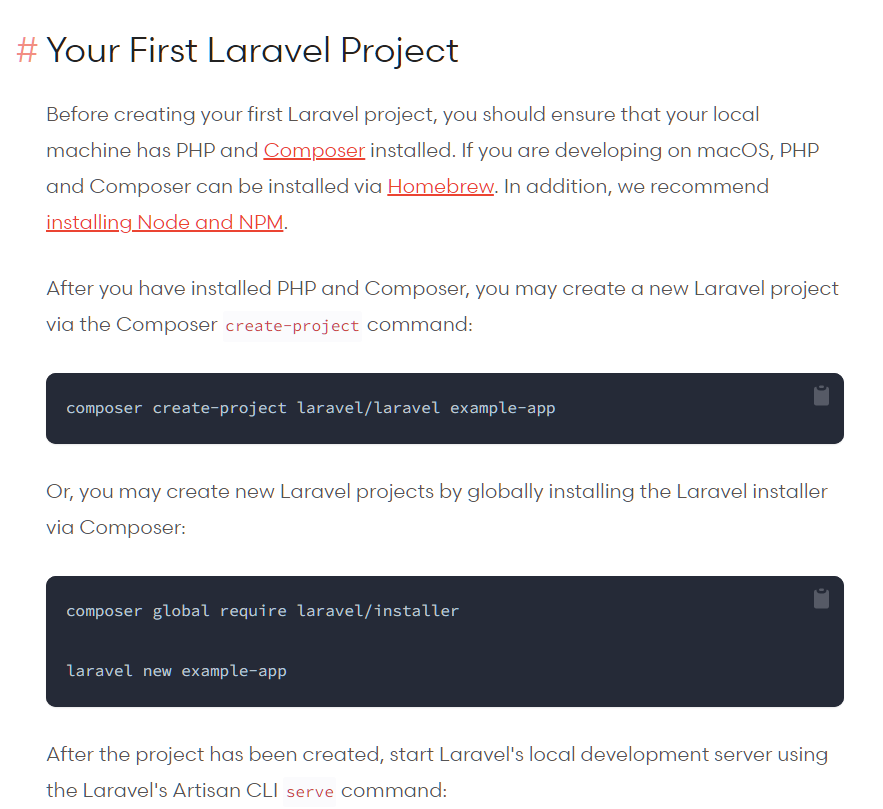 # Your First Laravel Project
Before creating your first Laravel project, you should ensure that your local
machine has PHP and Composer installed. If you are developing on macOS, PHP
and Composer can be installed via Homebrew. In addition, we recommend
installing Node and NPM.
After you have installed PHP and Composer, you may create a new Laravel project
via the Composer create-project command:
composer create-project laravel/laravel example-app
Or, you may create new Laravel projects by globally installing the Laravel installer
via Composer:
composer global require laravel/installer
laravel new example-app
After the project has been created, start Laravel's local development server using
the Laravel's Artisan CLI serve command: